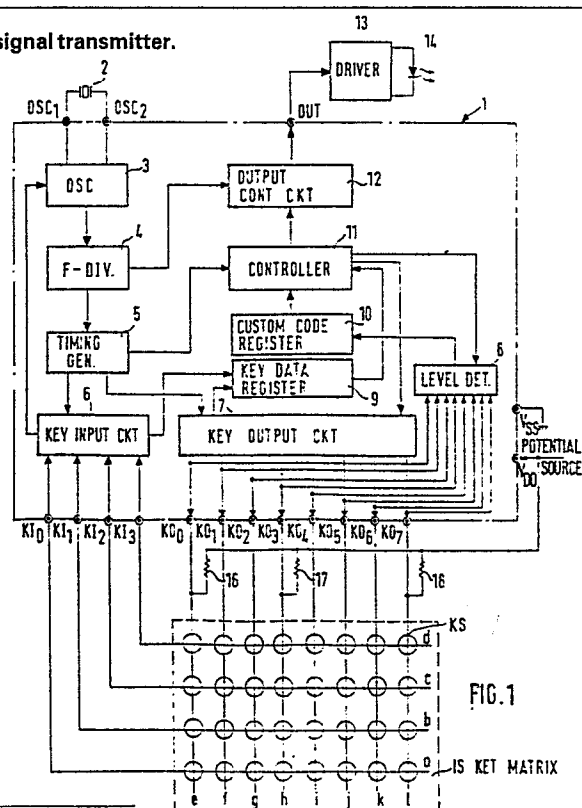 signal transmitter.
13
14
DRIVER
2
OSC1
OSC2
OUT
1
3
OSC
OUTPUT
CONT CKT
12
4
F-DIV.
11
CONTROLLER
5
TIMING
GEN.
10
CUSTOM CODE
REGISTER
8
LEVEL DET.
KEY DATA
REGISTER
9
6
KEY INPUT CKT
7
KEY OUTPUT CKT
VSS
POTENTIAL
SOURCE
VDD
KI0 KI1 KI2 KI3
KO0 KO1 KO2 KO3 KO4 KO5 KO6 KO7
16
17
18
KS
d
c
b
a
FIG.1
15 KET MATRIX
e f g h i j k l